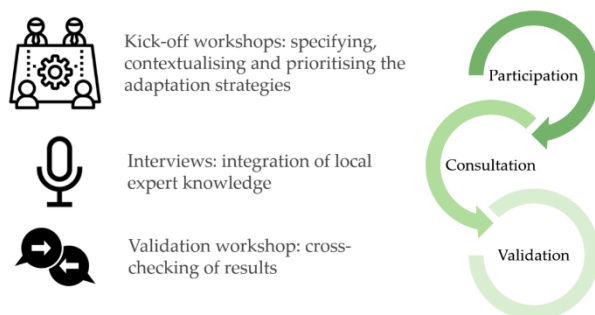 Kick-off workshops: specifying,
contextualising and prioritising the
adaptation strategies
Participation
Interviews: integration of local
expert knowledge
Consultation
Validation workshop: cross-
checking of results
Validation